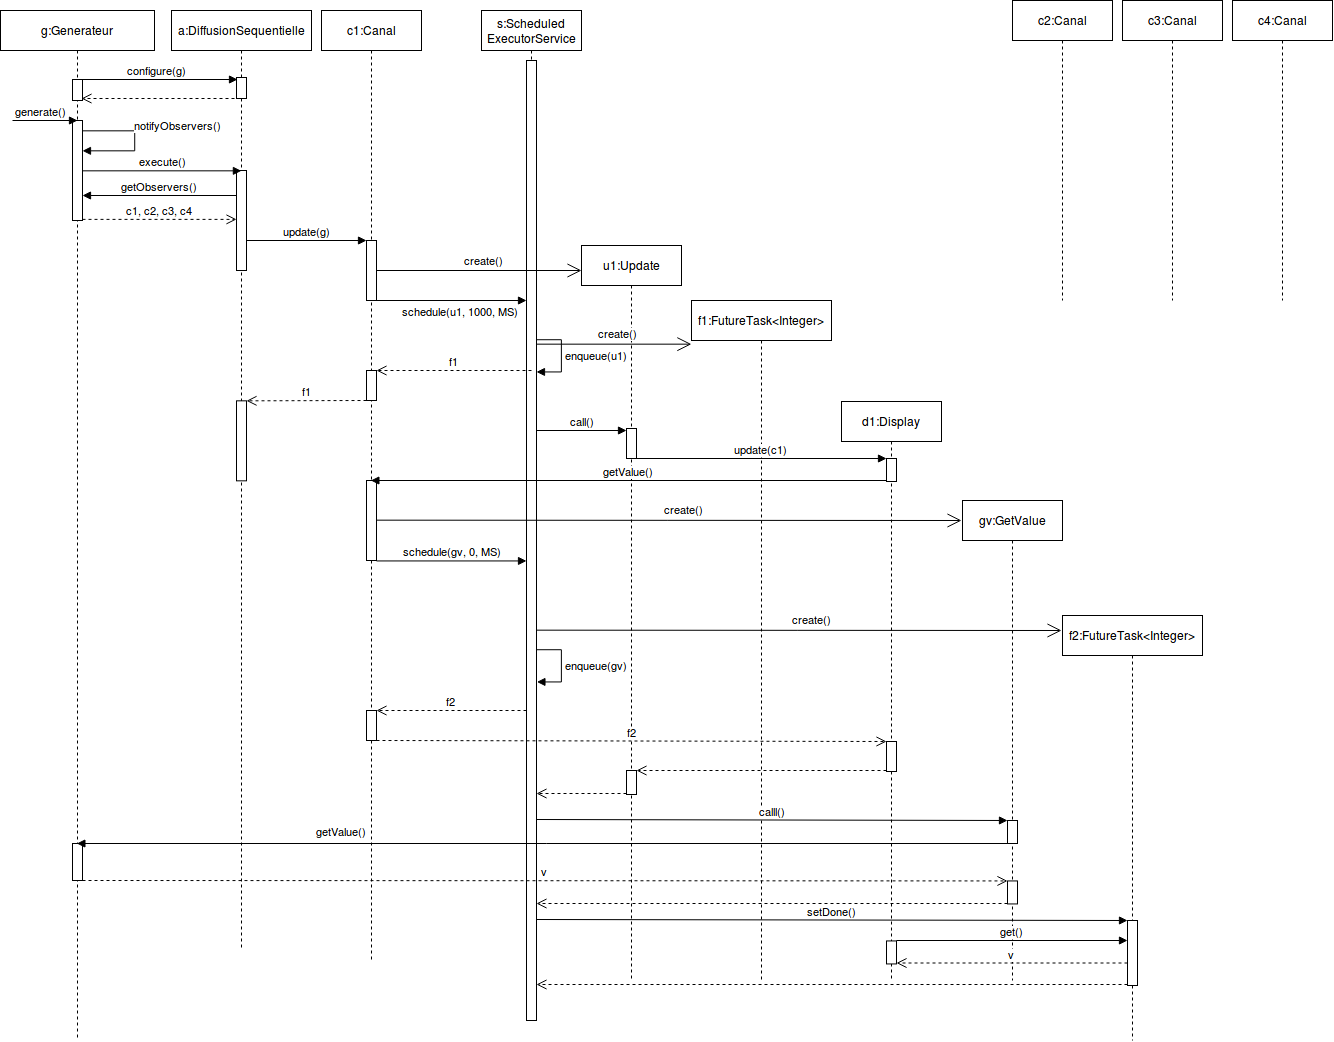 g:Generateur
a:DiffusionSequentielle
c1:Canal
s:Scheduled
ExecutorService
c2:Canal
c3:Canal
c4:Canal
configure(g)
generate()
notifyObservers()
execute()
getObservers()
c1, c2, c3, c4
update(g)
create()
u1:Update
schedule(u1, 1000, MS)
f1:FutureTask<Integer>
create()
enqueue(u1)
f1
f1
call()
d1:Display
update(c1)
getValue()
create()
gv:GetValue
schedule(gv, 0, MS)
create()
f2:FutureTask<Integer>
enqueue(gv)
f2
f2
calll()
getValue()
v
setDone()
get()
v